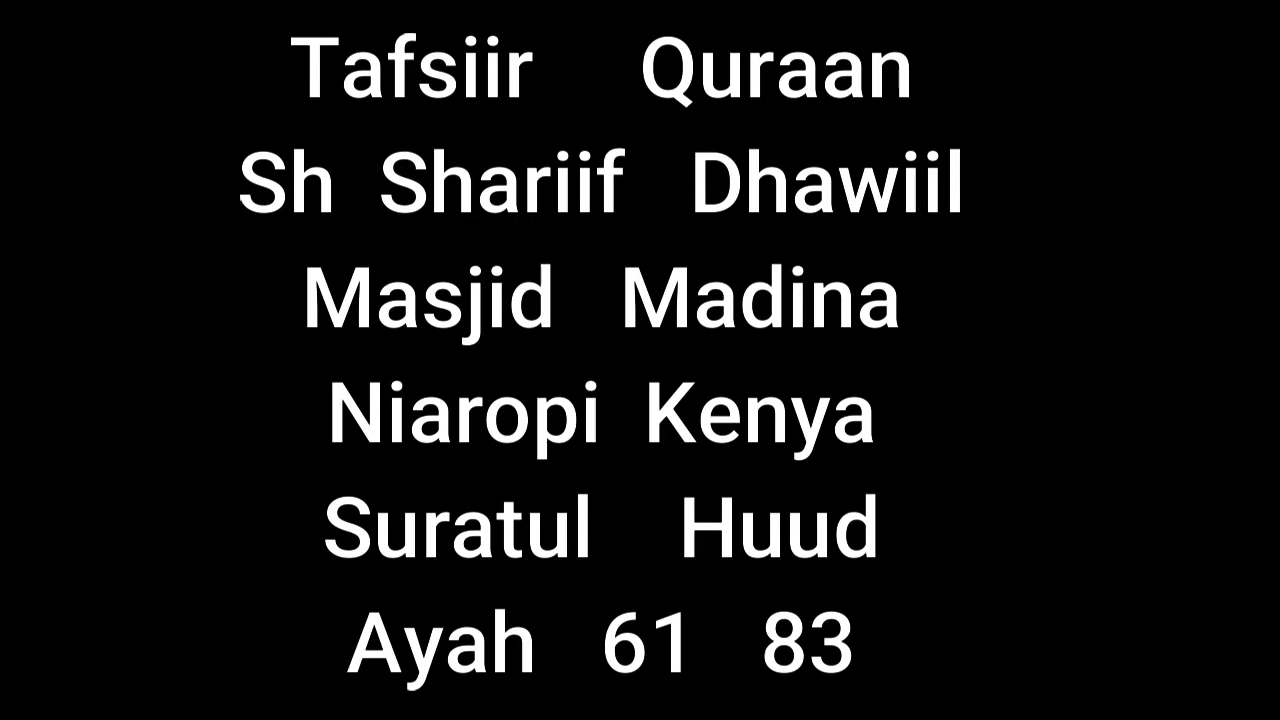 Tafsiir Quraan
Sh Shariif Dhawiil
Masjid Madina
Niaropi Kenya
Suratul Huud
Ayah 61 83